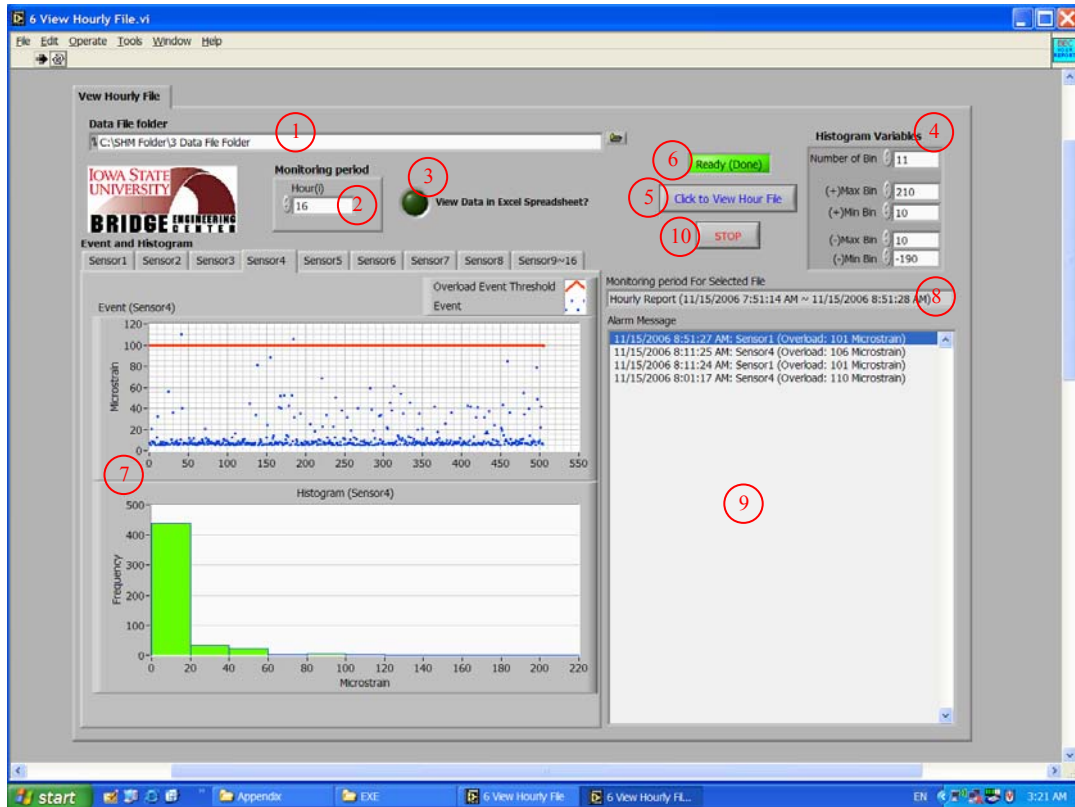 6 View Hourly File.vi
File Edit Operate Tools Window Help
Vew Hourly File
Data File folder
C:\SHM Folder\3 Data File Folder
1
IOWA STATE
UNIVERSITY
BRIDGE ENGINEERING
CENTER
Monitoring period
Hour(i)
16
2
3
View Data in Excel Spreadsheet?
6
Ready (Done)
5
Click to View Hour File
10
STOP
Histogram Variables
4
Number of Bin 11
(+)Max Bin 210
(+)Min Bin 10
(-)Max Bin 10
(-)Min Bin -190
Event and Histogram
Sensor1 Sensor2 Sensor3 Sensor4 Sensor5 Sensor6 Sensor7 Sensor8 Sensor9~16
Overload Event Threshold
Event
Event (Sensor4)
120
100
80
60
40
20
0
Microstrain
0 50 100 150 200 250 300 350 400 450 500 550
7
Histogram (Sensor4)
500
400
300
200
100
0
Frequency
0 20 40 60 80 100 120 140 160 180 200 220
Microstrain
Monitoring period For Selected File
Hourly Report (11/15/2006 7:51:14 AM ~ 11/15/2006 8:51:28 AM)
8
Alarm Message
11/15/2006 8:51:27 AM: Sensor1 (Overload: 101 Microstrain)
11/15/2006 8:11:25 AM: Sensor4 (Overload: 106 Microstrain)
11/15/2006 8:11:24 AM: Sensor1 (Overload: 101 Microstrain)
11/15/2006 8:01:17 AM: Sensor4 (Overload: 110 Microstrain)
9
start
Appendix
EXE
6 View Hourly File
6 View Hourly Fil...
EN
3:21 AM